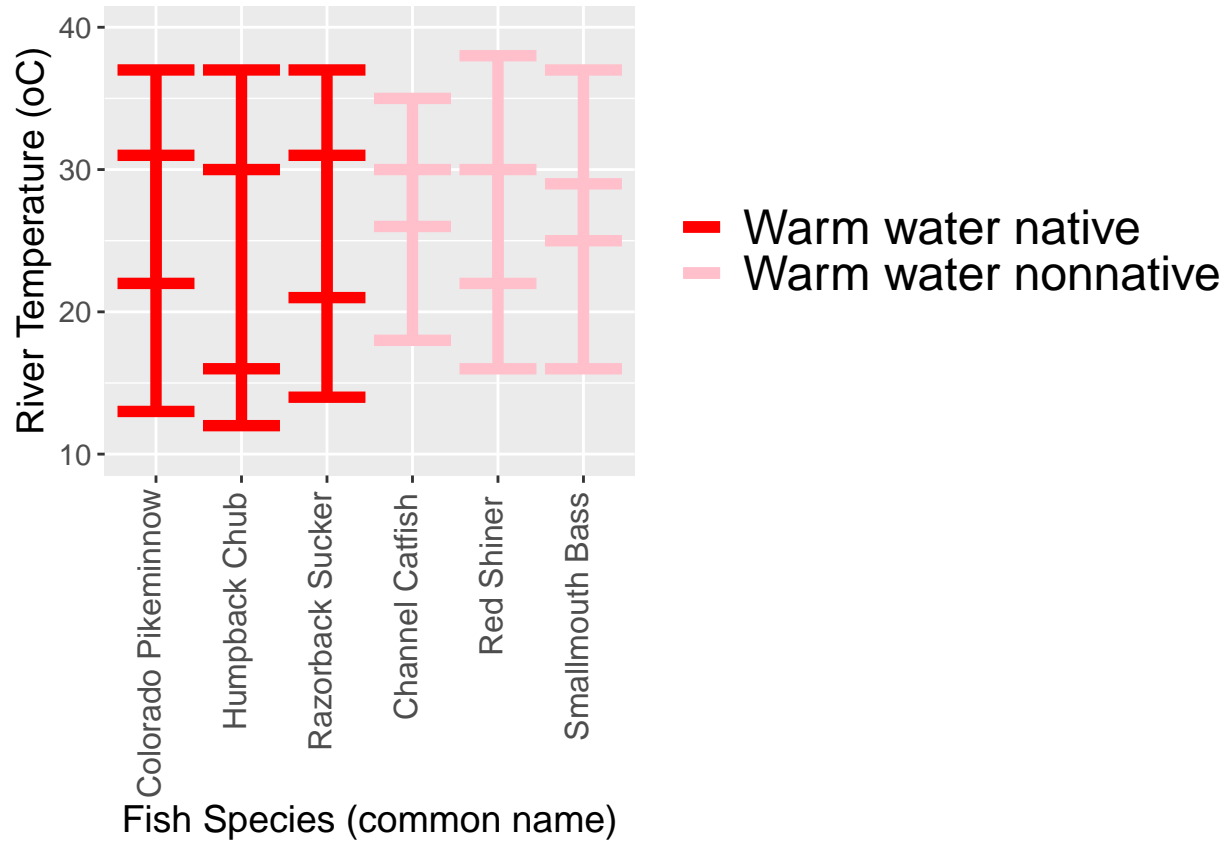 River Temperature (oC)
40
30
20
10
Colorado Pikeminnow
Humpback Chub
Razorback Sucker
Channel Catfish
Red Shiner
Smallmouth Bass
Fish Species (common name)
Warm water native
Warm water nonnative